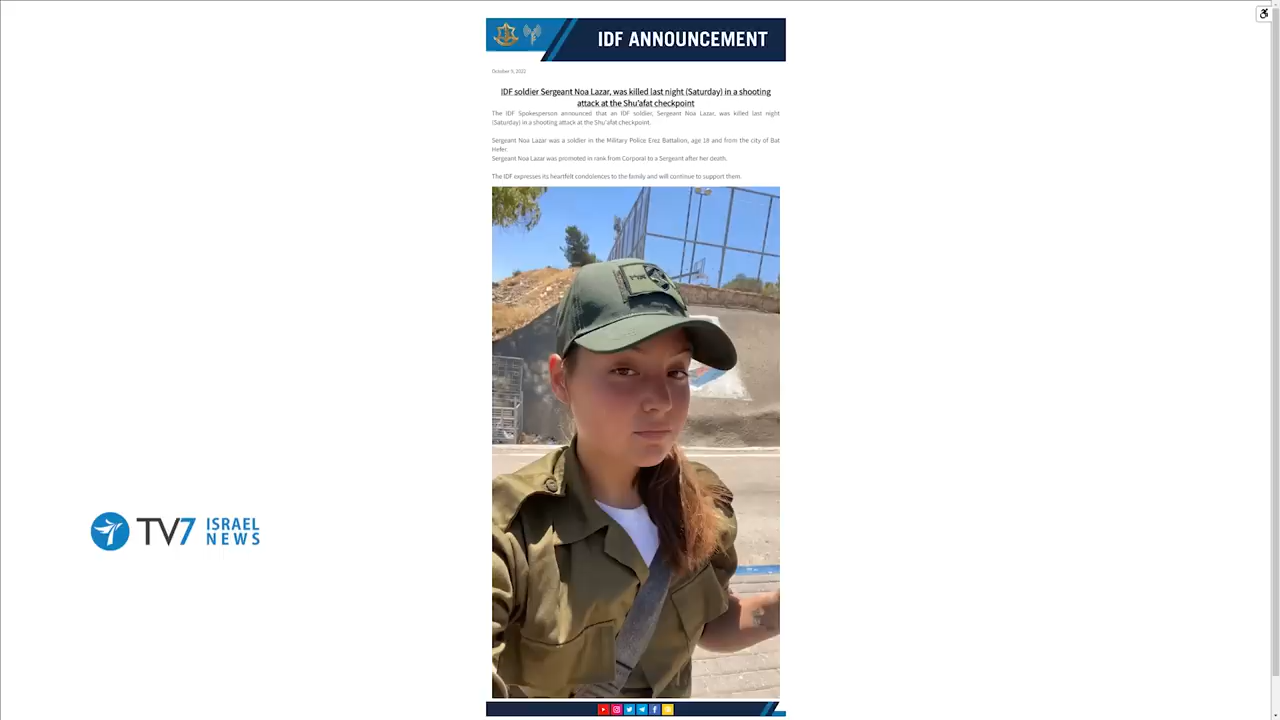 IDF ANNOUNCEMENT
October 9, 2022
IDF soldier Sergeant Noa Lazar, was killed last night (Saturday) in a shooting
attack at the Shu'afat checkpoint
The IDF Spokesperson announced that an IDF soldier, Sergeant Noa Lazar, was killed last night
(Saturday) in a shooting attack at the Shu'afat checkpoint.
Sergeant Noa Lazar was a soldier in the Military Police Erez Battalion, age 18 and from the city of Bat
Hefer.
Sergeant Noa Lazar was promoted in rank from Corporal to a Sergeant after her death.
The IDF expresses its heartfelt condolences to the family and will continue to support them.
TV7 ISRAEL
NEWS